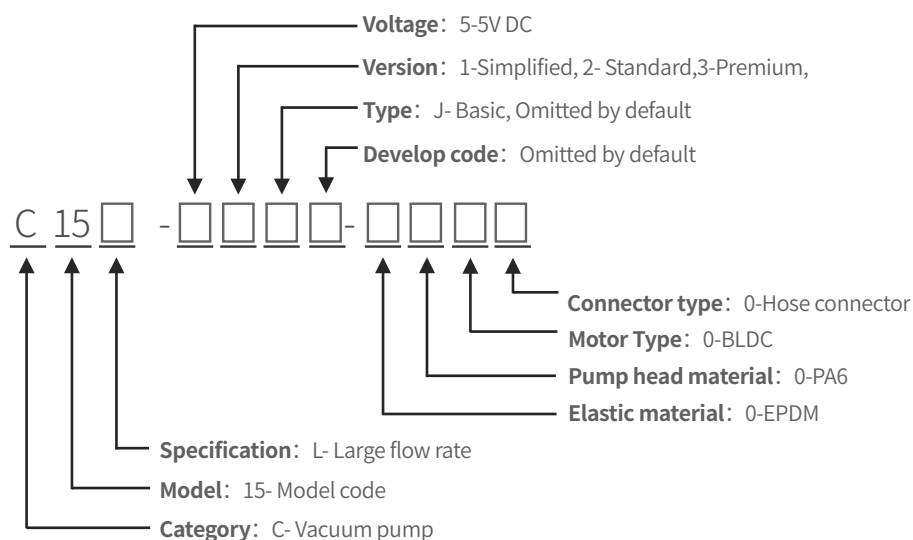 Voltage：5-5V DC
Version：1-Simplified, 2- Standard,3-Premium,
Type：J- Basic, Omitted by default
Develop code：Omitted by default
C 15 □ -□□□□-□□□□
Connector type：0-Hose connector
Motor Type：0-BLDC
Pump head material：0-PA6
Elastic material：0-EPDM
Specification：L- Large flow rate
Model：15- Model code
Category：C- Vacuum pump